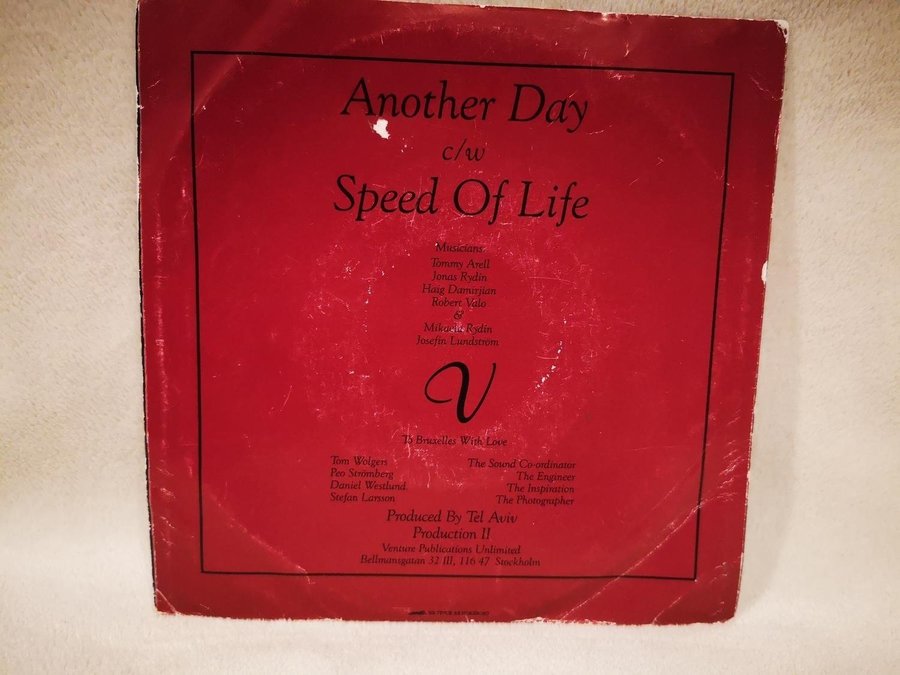 Another Day
c/w
Speed Of Life
Musicians:
Tommy Arell
Jonas Rydin
Haig Damirjian
Robert Valo
&
Mikaela Rydin
Josefin Lundström
V
To Bruxelles With Love
Tom Wolgers The Sound Co-ordinator
Peo Strömberg The Engineer
Daniel Westlund. The Inspiration
Stefan Larsson The Photographer
Produced By Tel Aviv
Production II
Venture Publications Unlimited
Bellmansgatan 32 III, 116 47 Stockholm